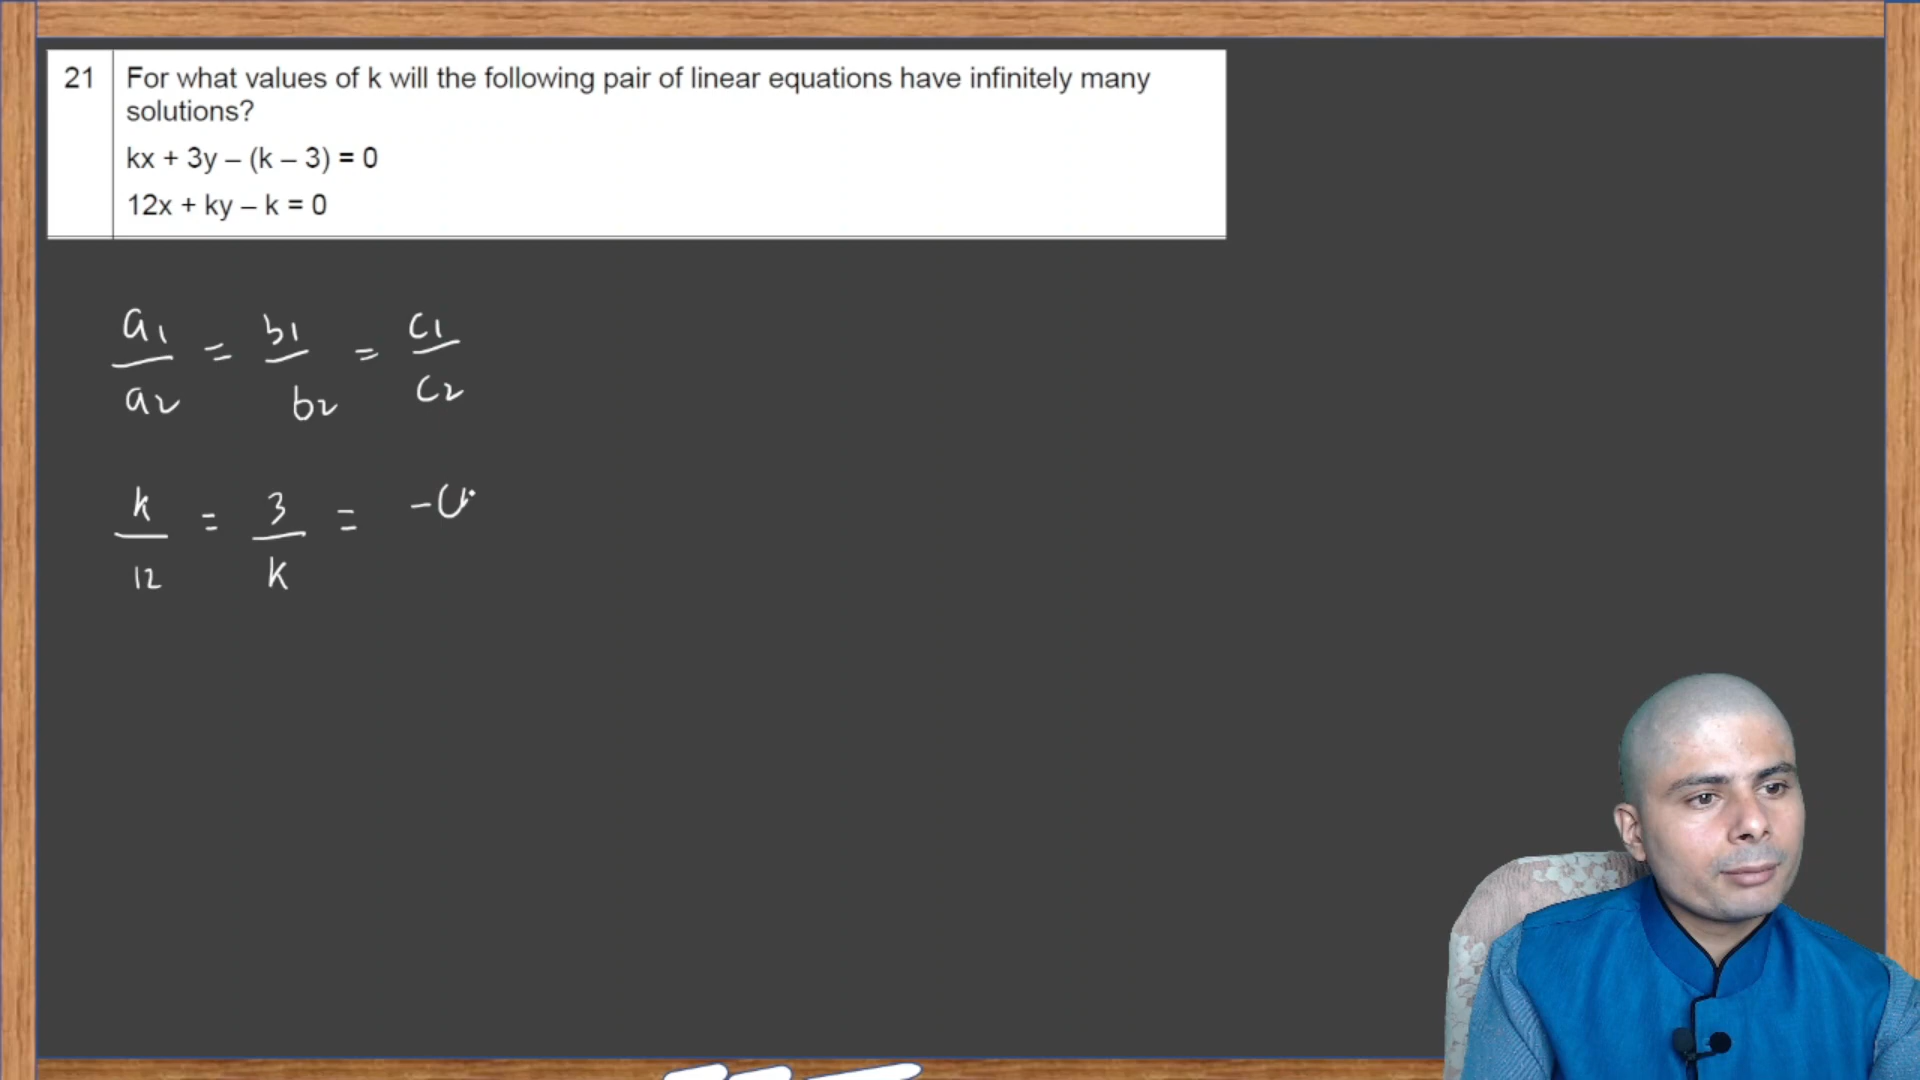 21 For what values of k will the following pair of linear equations have infinitely many
solutions?
kx + 3y – (k – 3) = 0
12x + ky – k = 0
a1 b1 c1
= =
a2 b2 c2
k = 3 = -(
12 k